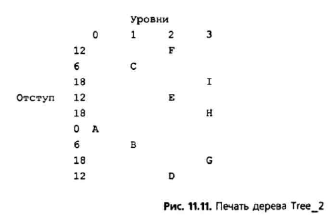 Уровни
0 1 2 3
12 F
6 C
18 I
Отступ 12 E
18 H
0 A
6 B
18 G
12 D
Рис. 11.11. Печать дерева Tree_2